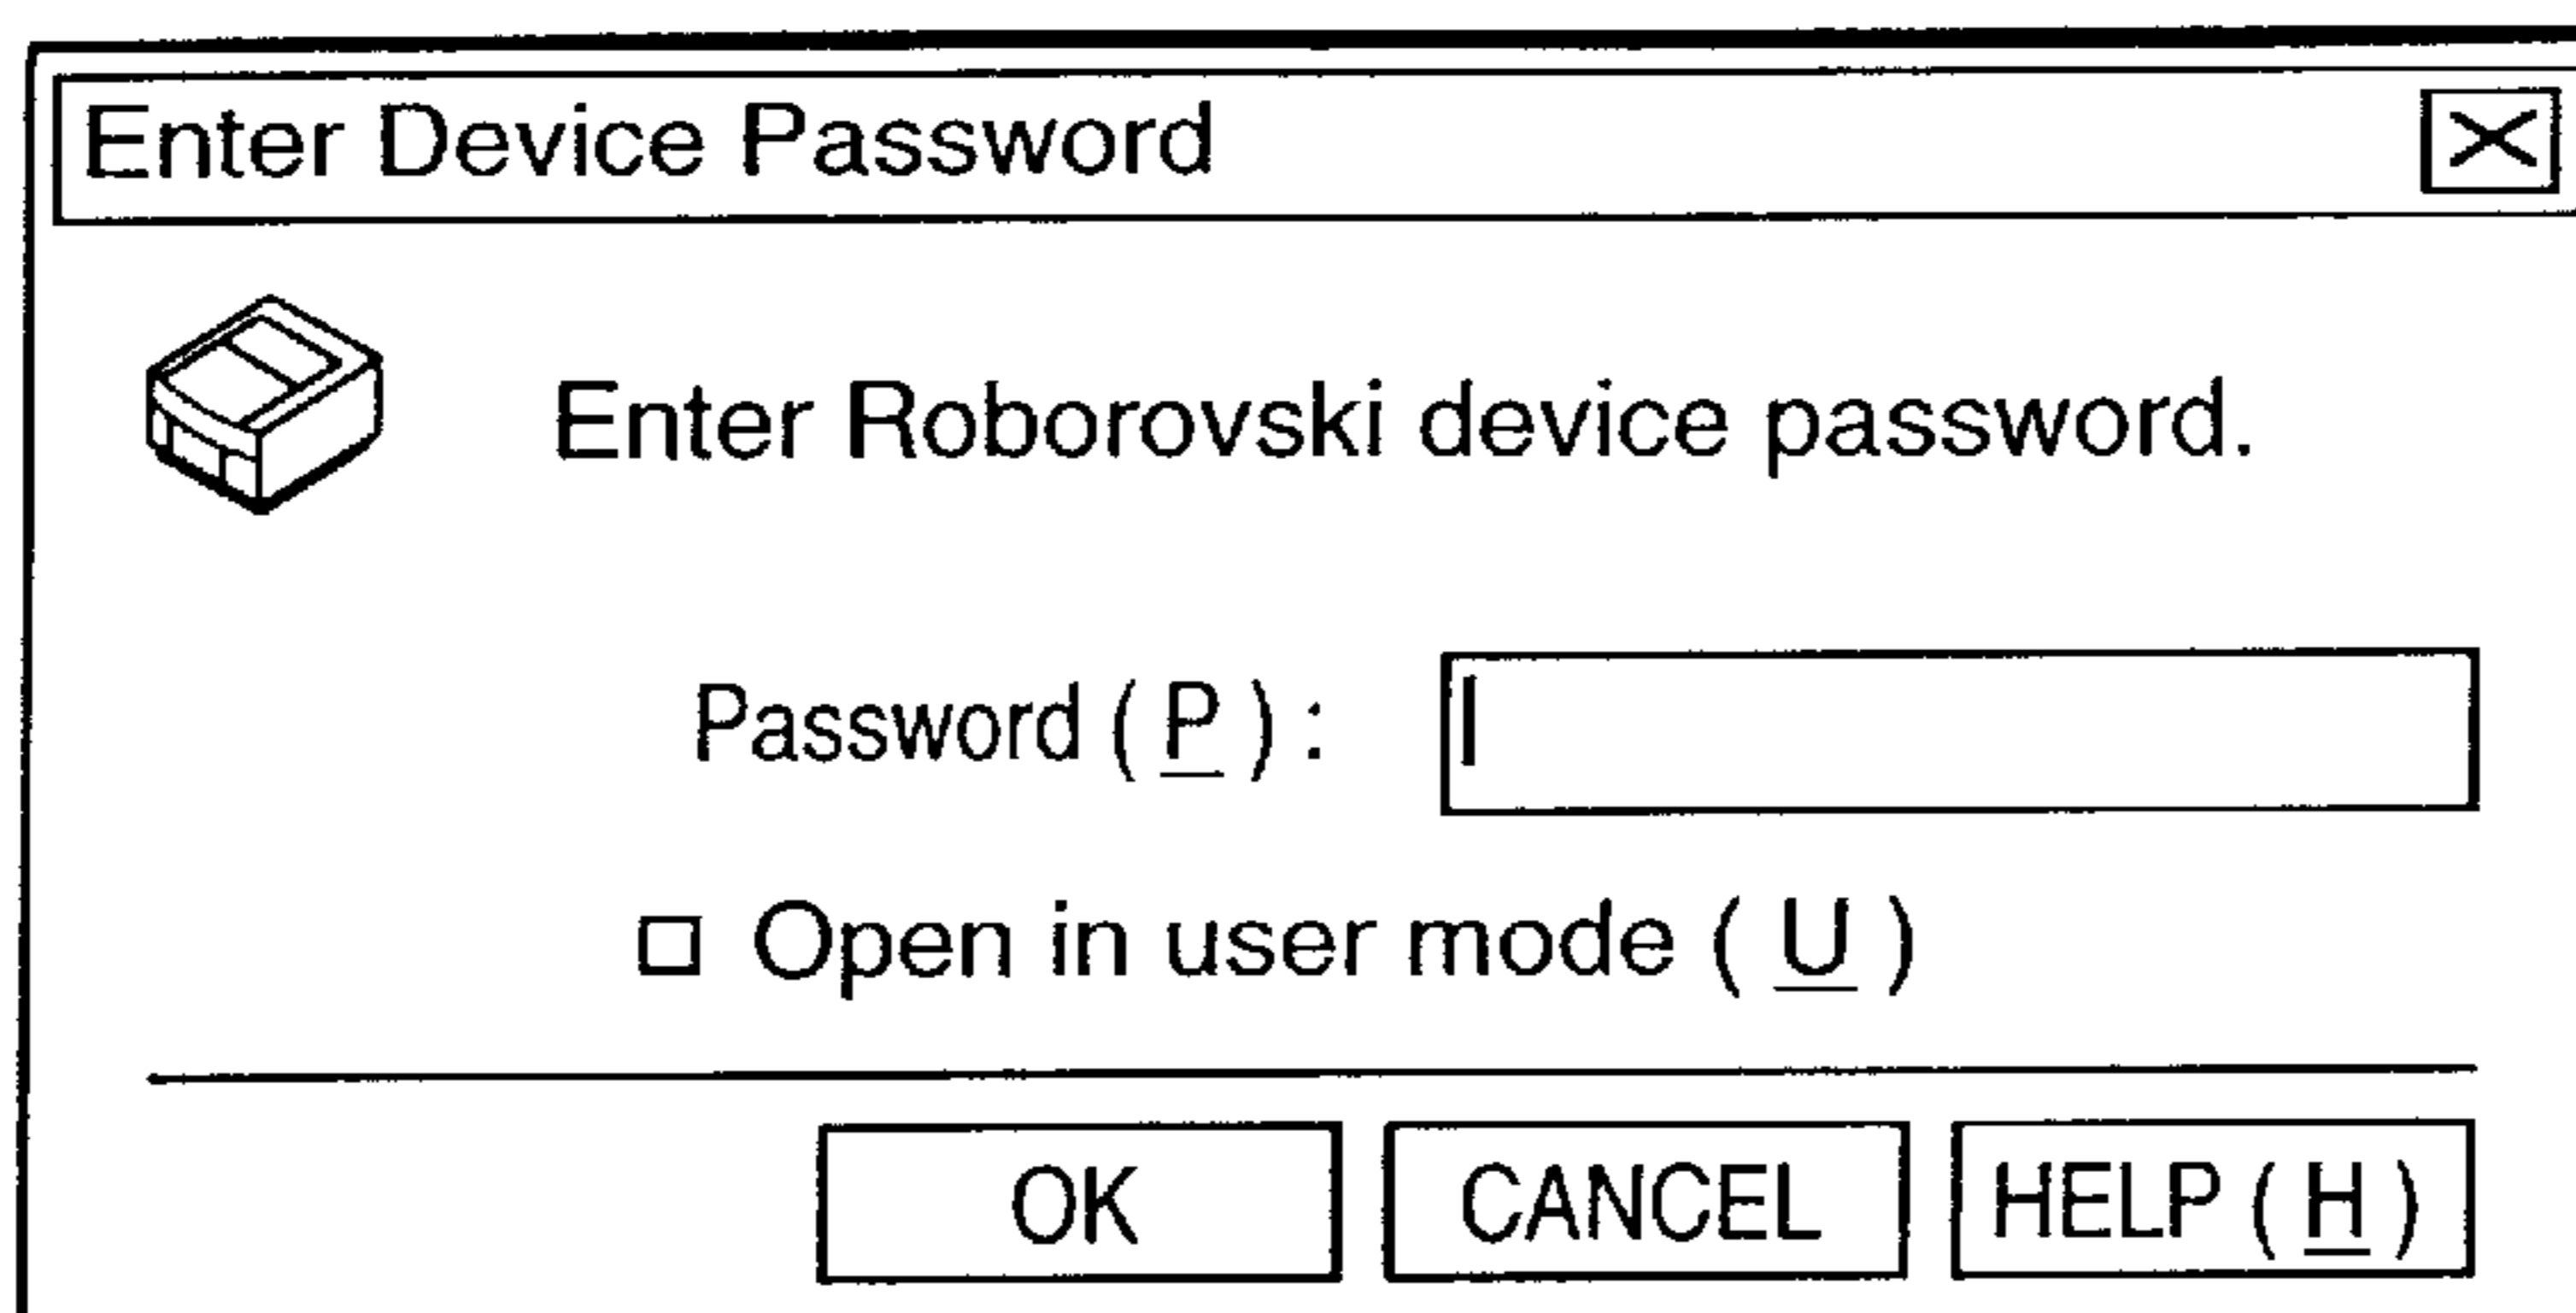 Enter Device Password
Enter Roborovski device password.
Password ( P ) :
Open in user mode ( U )
OK CANCEL HELP ( H )